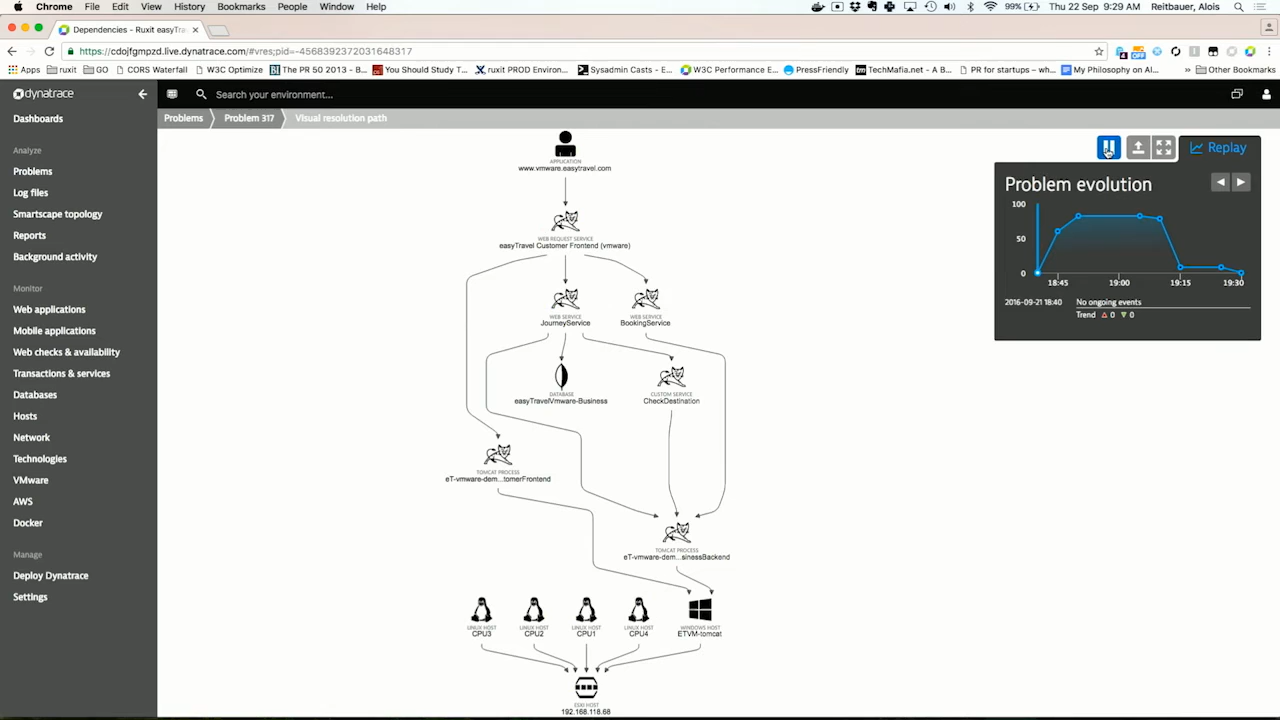 Chrome File Edit View History Bookmarks People Window Help 99% Thu 22 Sep 9:29 AM Reitbauer, Alois
Dependencies - Ruxit easyTra
https://cdojfgmpzd.live.dynatrace.com/#vres;pid=-4568392372031648317
Apps ruxit GO CORS Waterfall W3C Optimize The PR 50 2013 - B... You Should Study T... ruxit PROD Environ... Sysadmin Casts - E... W3C Performance E... PressFriendly TechMafia.net - A B... PR for startups – wh... My Philosophy on Al... » Other Bookmarks
dynatrace
Search your environment...
Dashboards
Analyze
Problems
Log files
Smartscape topology
Reports
Background activity
Monitor
Web applications
Mobile applications
Web checks & availability
Transactions & services
Databases
Hosts
Network
Technologies
VMware
AWS
Docker
Manage
Deploy Dynatrace
Settings
Problems Problem 317 Visual resolution path
APPLICATION
www.vmware.easytravel.com
WEB REQUEST SERVICE
easyTravel Customer Frontend (vmware)
WEB SERVICE
JourneyService
WEB SERVICE
BookingService
DATABASE
easyTravelVmware-Business
CUSTOM SERVICE
CheckDestination
TOMCAT PROCESS
eT-vmware-dem...tomerFrontend
TOMCAT PROCESS
eT-vmware-dem...sinessBackend
LINUX HOST
CPU3
LINUX HOST
CPU2
LINUX HOST
CPU1
LINUX HOST
CPU4
WINDOWS HOST
ETVM-tomcat
ESXI HOST
192.168.118.68
Replay
Problem evolution
100
50
0
18:45 19:00 19:15 19:30
2016-09-21 18:40 No ongoing events
Trend 0 0